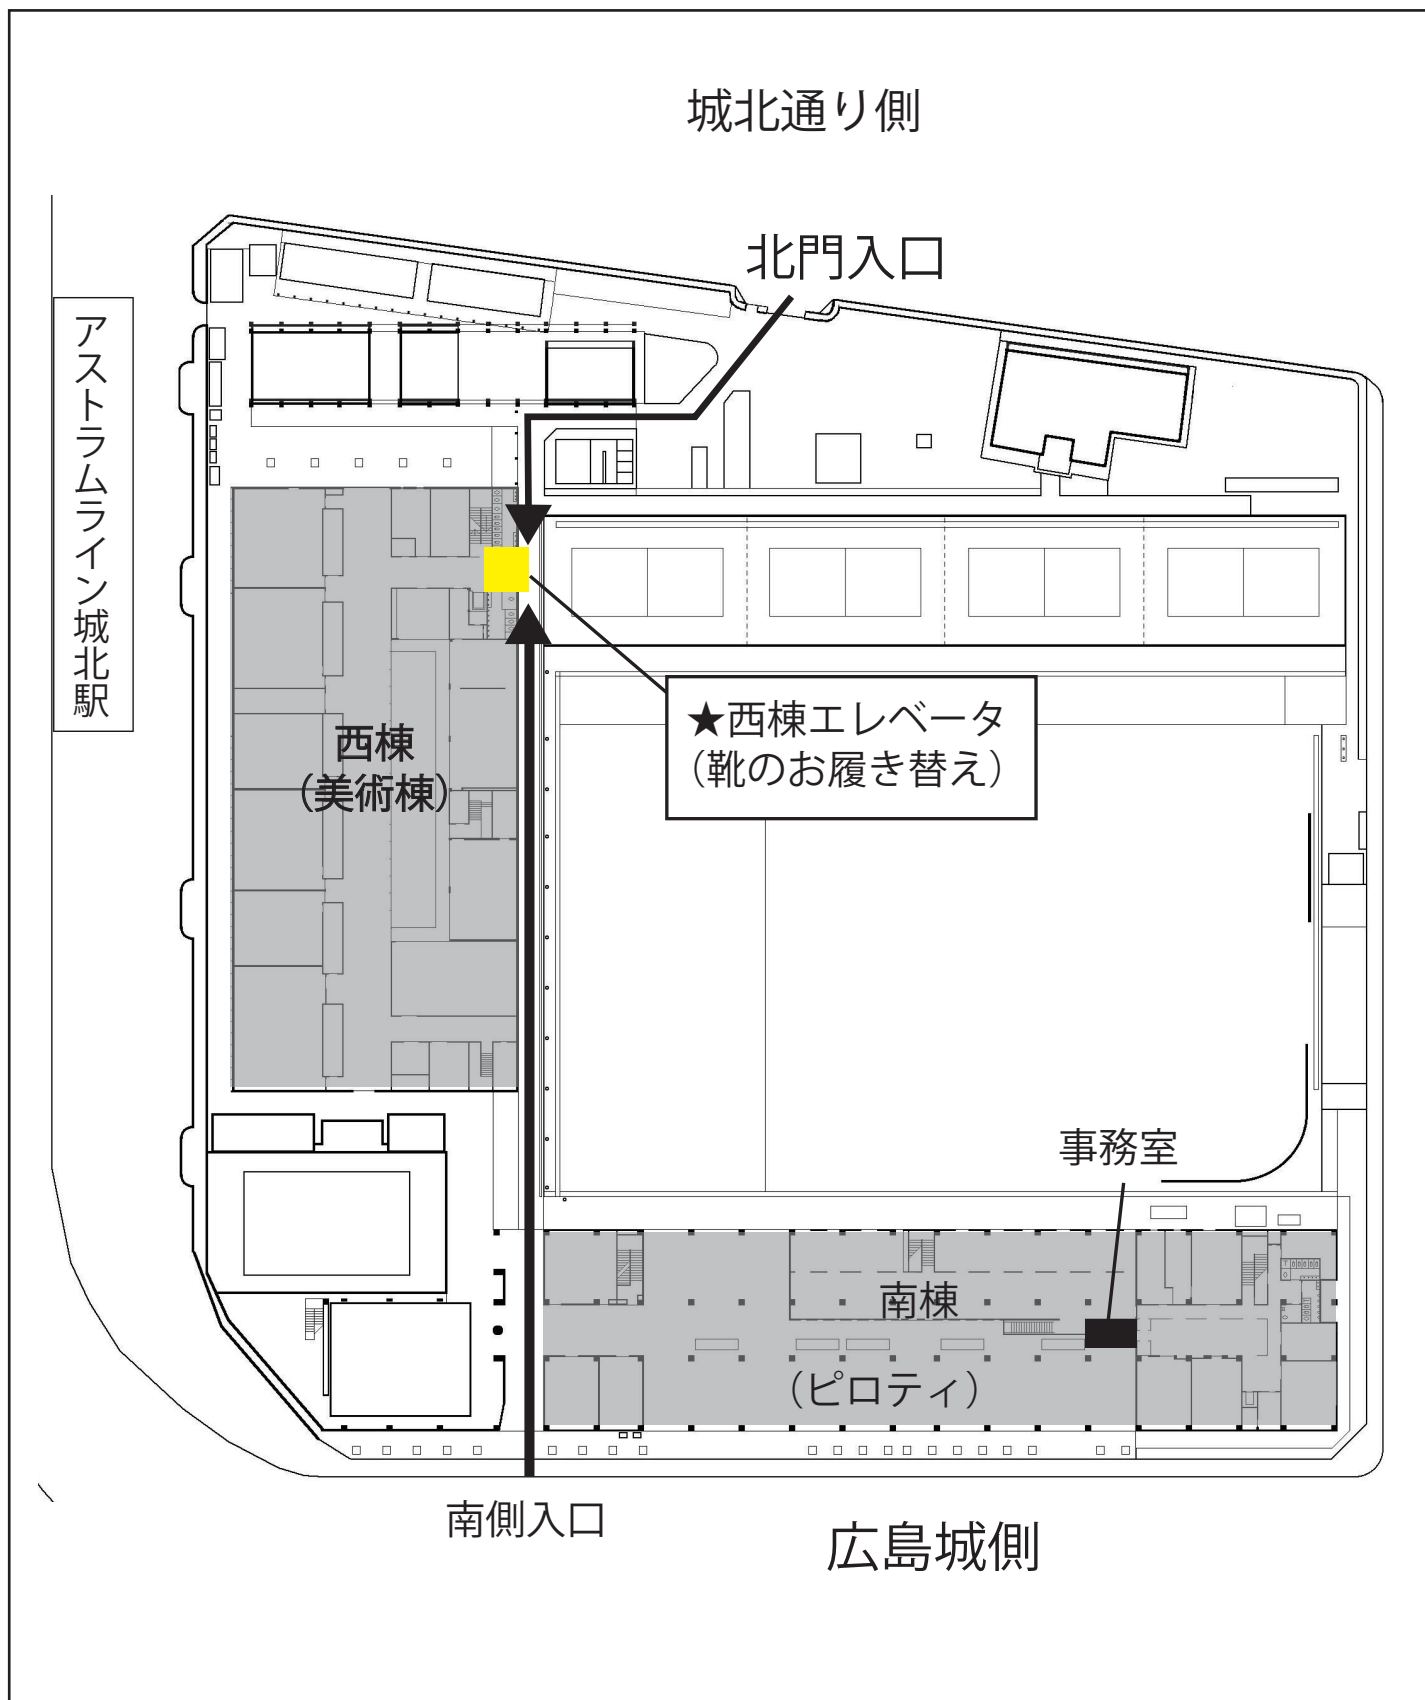 城北通り側
北門入口
アストラムライン城北駅
★西棟エレベータ
（靴のお履き替え）
西棟
（美術棟）
事務室
南棟
（ピロティ）
南側入口
広島城側